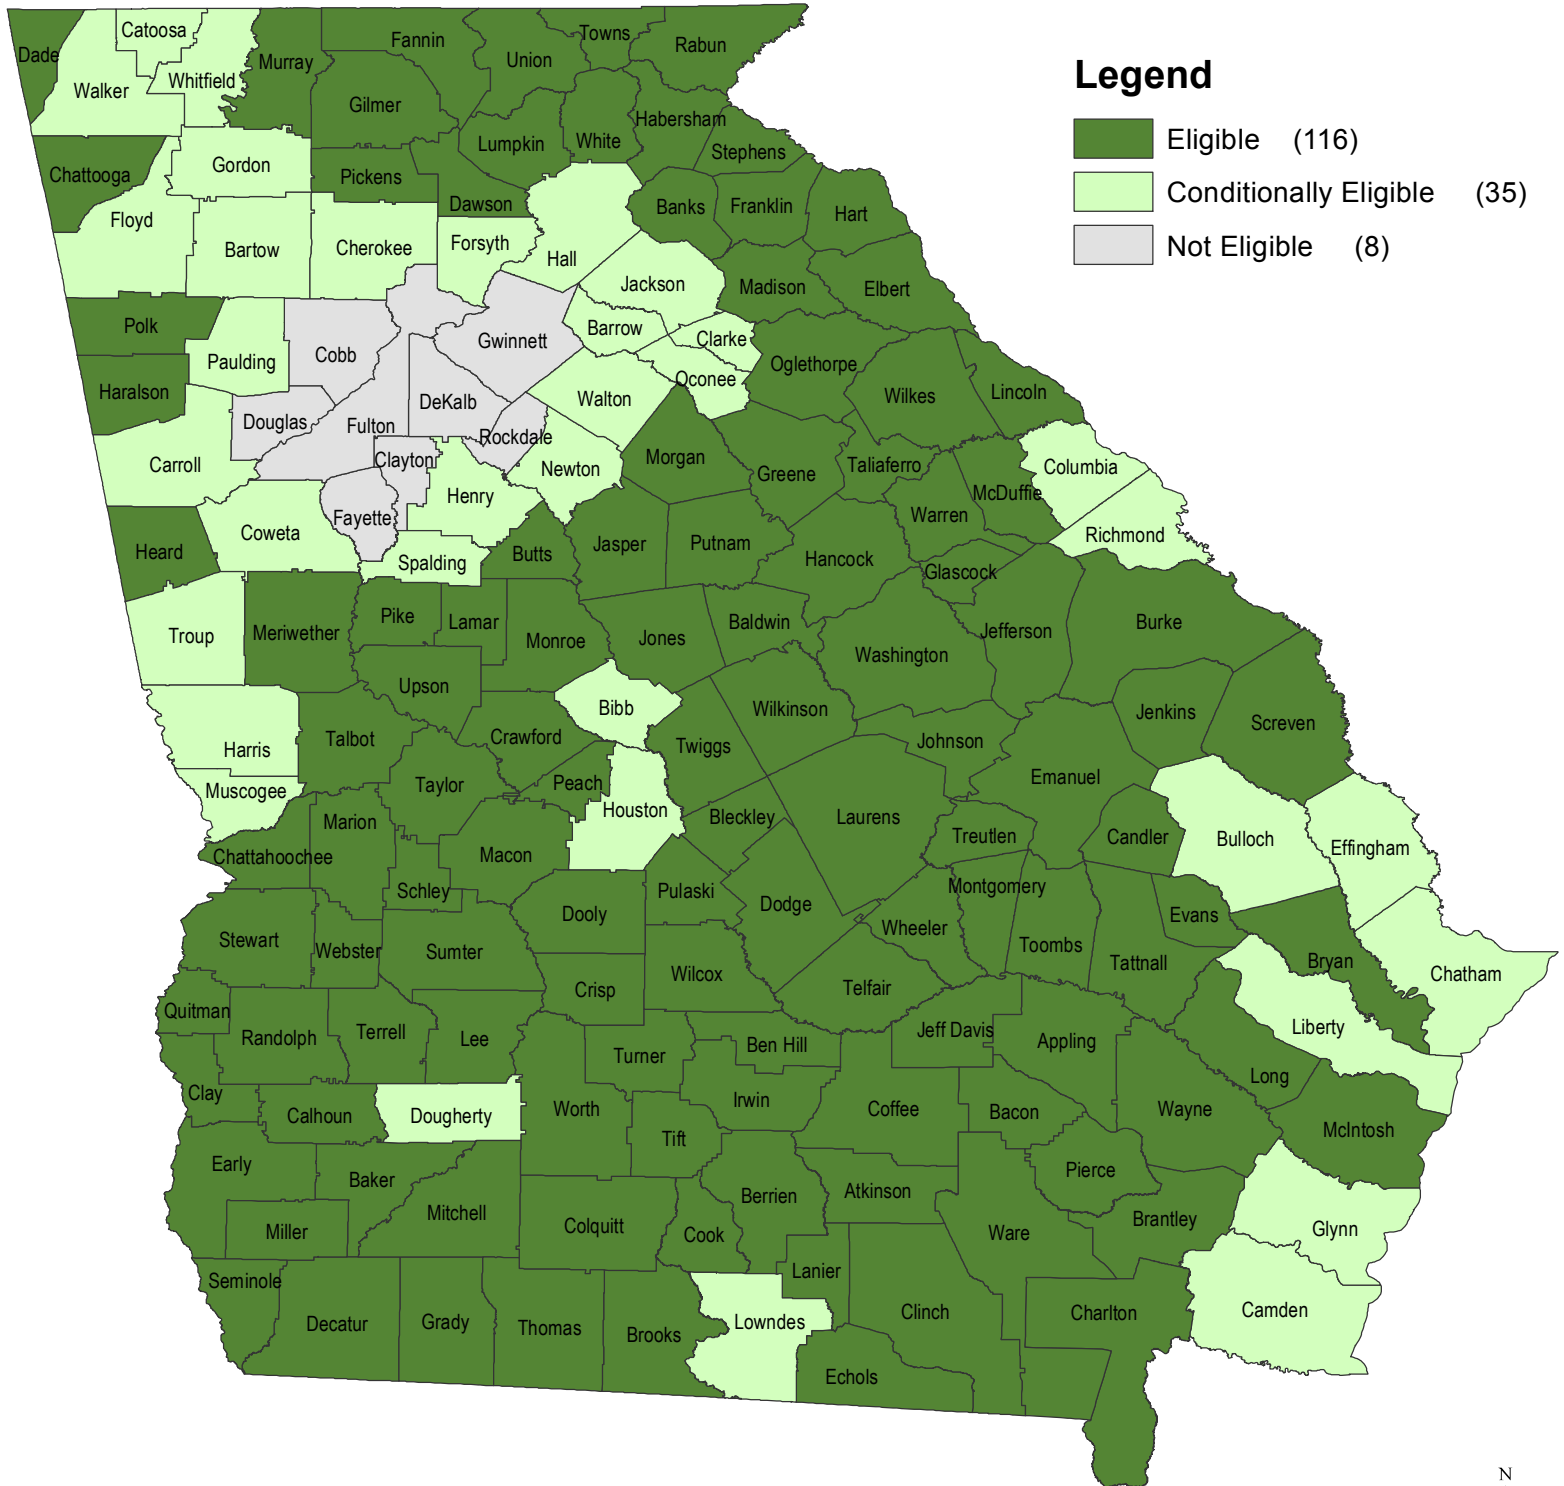 Legend
Eligible (116)
Conditionally Eligible (35)
Not Eligible (8)
Dade
Catoosa
Walker
Whitfield
Murray
Fannin
Union
Towns
Rabun
Gilmer
Chattooga
Gordon
Pickens
Lumpkin
White
Habersham
Stephens
Floyd
Bartow
Cherokee
Dawson
Forsyth
Hall
Banks
Franklin
Hart
Jackson
Madison
Elbert
Polk
Paulding
Cobb
Gwinnett
Barrow
Clarke
Oconee
Oglethorpe
Wilkes
Lincoln
Haralson
Douglas
Fulton
DeKalb
Rockdale
Walton
Carroll
Clayton
Henry
Newton
Morgan
Greene
Taliaferro
McDuffie
Columbia
Richmond
Warren
Heard
Coweta
Fayette
Spalding
Butts
Jasper
Putnam
Hancock
Glascock
Troup
Meriwether
Pike
Lamar
Monroe
Jones
Baldwin
Washington
Jefferson
Burke
Upson
Bibb
Wilkinson
Jenkins
Screven
Harris
Talbot
Crawford
Twiggs
Johnson
Emanuel
Muscogee
Taylor
Peach
Houston
Bleckley
Laurens
Treutlen
Candler
Bulloch
Effingham
Marion
Chattahoochee
Schley
Macon
Pulaski
Dodge
Montgomery
Wheeler
Toombs
Evans
Tattnall
Bryan
Chatham
Stewart
Webster
Sumter
Dooly
Crisp
Wilcox
Telfair
Liberty
Quitman
Randolph
Terrell
Lee
Turner
Ben Hill
Jeff Davis
Appling
Long
Clay
Calhoun
Dougherty
Worth
Tift
Irwin
Coffee
Bacon
Wayne
McIntosh
Early
Baker
Miller
Mitchell
Colquitt
Cook
Berrien
Atkinson
Pierce
Ware
Brantley
Glynn
Seminole
Decatur
Grady
Thomas
Brooks
Lowndes
Lanier
Clinch
Echols
Charlton
Camden
N